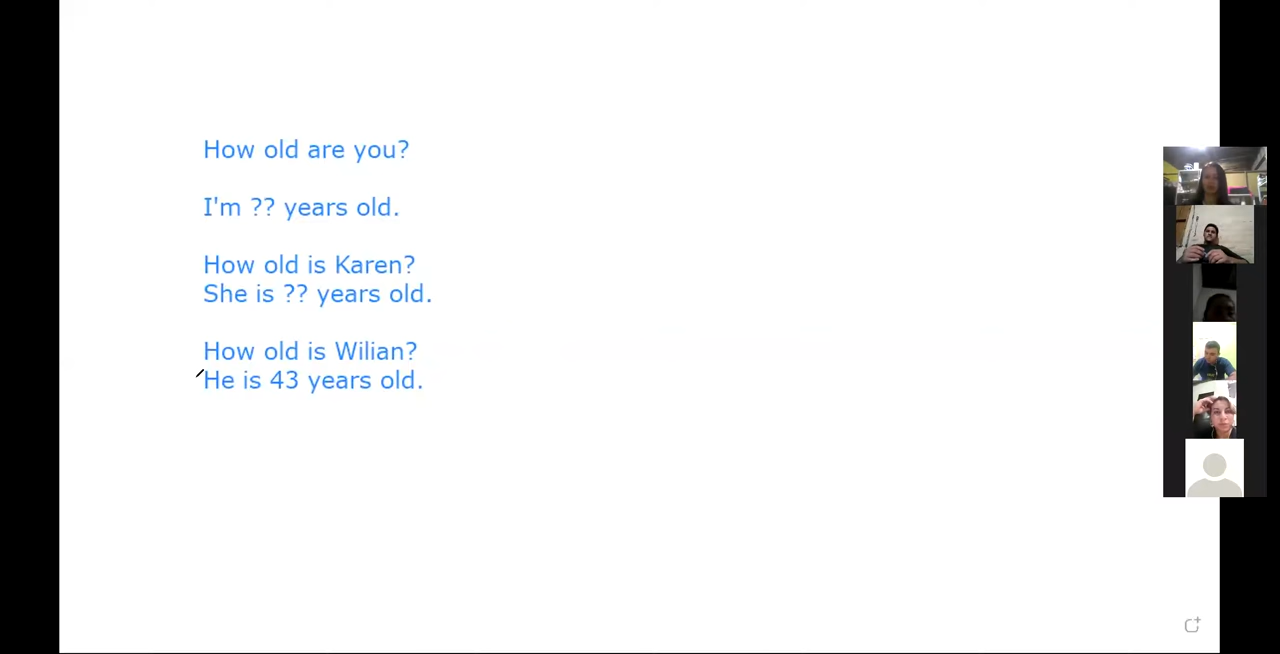 How old are you?
I'm ?? years old.
How old is Karen?
She is ?? years old.
How old is Wilian?
He is 43 years old.